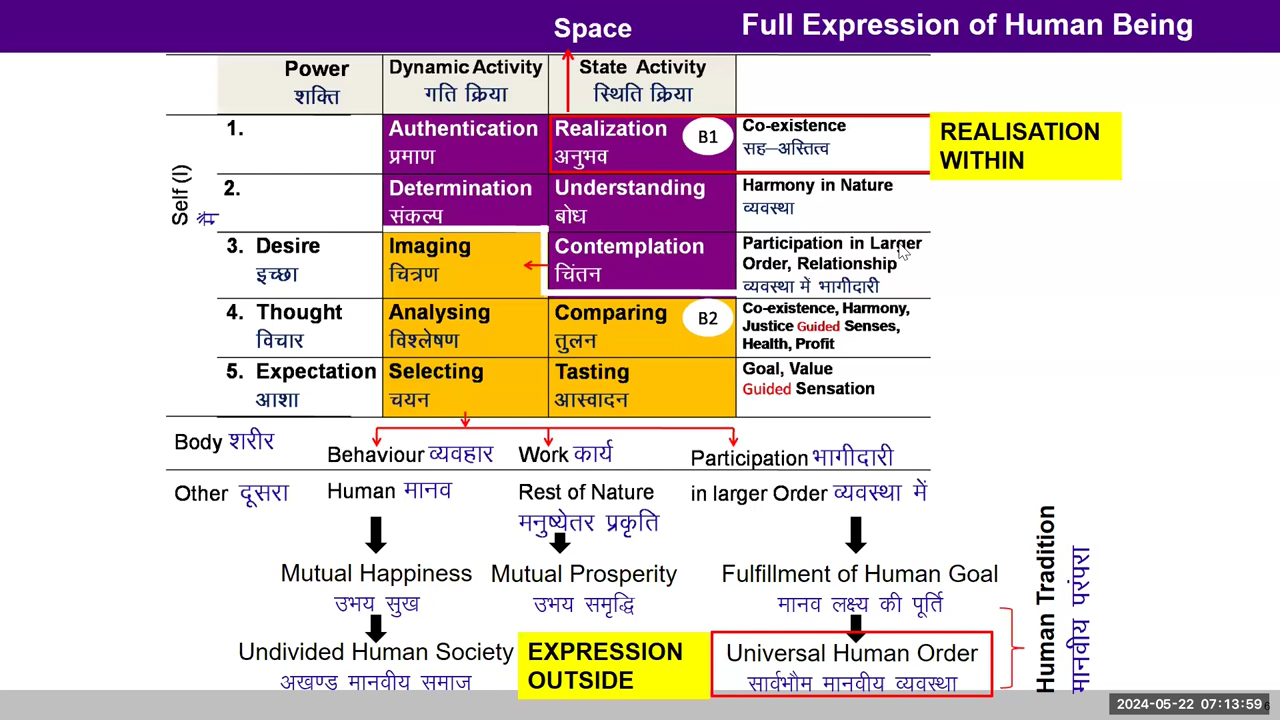 Space
Full Expression of Human Being
Power
शक्ति
Dynamic Activity
गति क्रिया
State Activity
स्थिति क्रिया
Self (I)
मैं
1.
Authentication
प्रमाण
Realization
अनुभव
B1
Co-existence
सह–अस्तित्व
REALISATION
WITHIN
2.
Determination
संकल्प
Understanding
बोध
Harmony in Nature
व्यवस्था
3. Desire
इच्छा
Imaging
चित्रण
Contemplation
चिंतन
Participation in Larger
Order, Relationship
व्यवस्था में भागीदारी
4. Thought
विचार
Analysing
विश्लेषण
Comparing
तुलन
B2
Co-existence, Harmony,
Justice Guided Senses,
Health, Profit
5. Expectation
आशा
Selecting
चयन
Tasting
आस्वादन
Goal, Value
Guided Sensation
Body शरीर
Behaviour व्यवहार
Work कार्य
Participation भागीदारी
Other दूसरा
Human मानव
Rest of Nature
मनुष्येतर प्रकृति
in larger Order व्यवस्था में
Mutual Happiness
उभय सुख
Mutual Prosperity
उभय समृद्धि
Fulfillment of Human Goal
मानव लक्ष्य की पूर्ति
Undivided Human Society
अखण्ड मानवीय समाज
EXPRESSION
OUTSIDE
Universal Human Order
सार्वभौम मानवीय व्यवस्था
Human Tradition
मानवीय परंपरा
2024-05-22 07:13:59